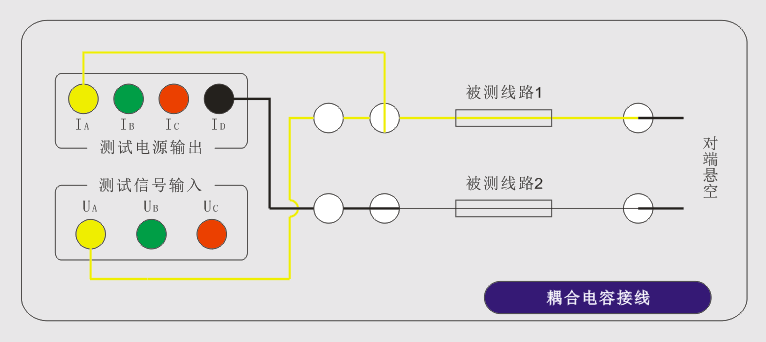 IA IB IC ID
测试电源输出
测试信号输入
UA UB UC
被测线路1
被测线路2
对端悬空
耦合电容接线